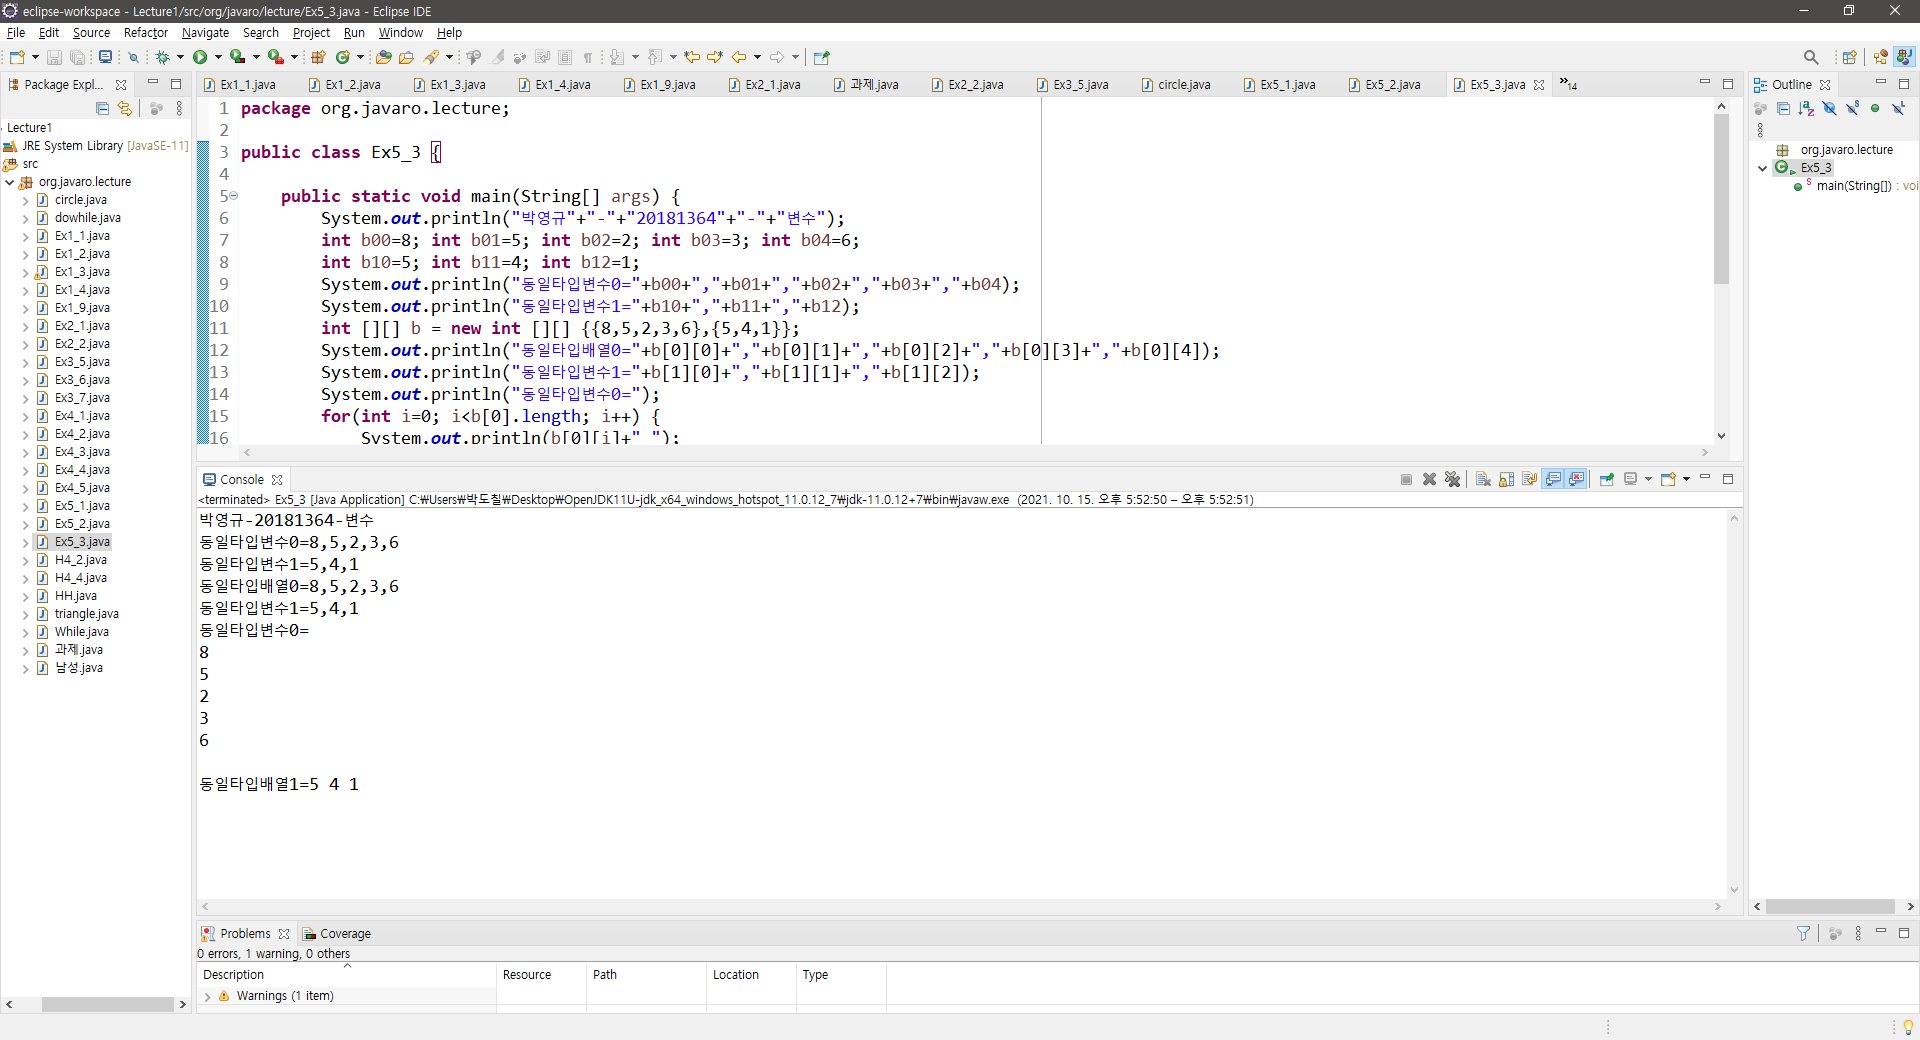 eclipse-workspace - Lecture1/src/org/javaro/lecture/Ex5_3.java - Eclipse IDE
File Edit Source Refactor Navigate Search Project Run Window Help
Package Expl...
Lecture1
JRE System Library [JavaSE-11]
src
org.javaro.lecture
circle.java
dowhile.java
Ex1_1.java
Ex1_2.java
Ex1_3.java
Ex1_4.java
Ex1_9.java
Ex2_1.java
Ex2_2.java
Ex3_5.java
Ex3_6.java
Ex3_7.java
Ex4_1.java
Ex4_2.java
Ex4_3.java
Ex4_4.java
Ex4_5.java
Ex5_1.java
Ex5_2.java
Ex5_3.java
H4_2.java
H4_4.java
HH.java
triangle.java
While.java
과제.java
남성.java
Ex1_1.java Ex1_2.java Ex1_3.java Ex1_4.java Ex1_9.java Ex2_1.java 과제.java Ex2_2.java Ex3_5.java circle.java Ex5_1.java Ex5_2.java Ex5_3.java »14
1 package org.javaro.lecture;
2
3 public class Ex5_3 {
4
5 public static void main(String[] args) {
6 System.out.println("박영규"+"-"+"20181364"+"-"+"변수");
7 int b00=8; int b01=5; int b02=2; int b03=3; int b04=6;
8 int b10=5; int b11=4; int b12=1;
9 System.out.println("동일타입변수0="+b00+","+b01+","+b02+","+b03+","+b04);
10 System.out.println("동일타입변수1="+b10+","+b11+","+b12);
11 int [][] b = new int [][] {{8,5,2,3,6},{5,4,1}};
12 System.out.println("동일타입배열0="+b[0][0]+","+b[0][1]+","+b[0][2]+","+b[0][3]+","+b[0][4]);
13 System.out.println("동일타입변수1="+b[1][0]+","+b[1][1]+","+b[1][2]);
14 System.out.println("동일타입변수0=");
15 for(int i=0; i<b[0].length; i++) {
16 System.out.println(b[0][i]+" ");
Console
<terminated> Ex5_3 [Java Application] C:₩Users₩박도칠₩Desktop₩OpenJDK11U-jdk_x64_windows_hotspot_11.0.12_7₩jdk-11.0.12+7₩bin₩javaw.exe (2021. 10. 15. 오후 5:52:50 – 오후 5:52:51)
박영규-20181364-변수
동일타입변수0=8,5,2,3,6
동일타입변수1=5,4,1
동일타입배열0=8,5,2,3,6
동일타입변수1=5,4,1
동일타입변수0=
8
5
2
3
6
동일타입배열1=5 4 1
Problems Coverage
0 errors, 1 warning, 0 others
Description Resource Path Location Type
Warnings (1 item)
Outline
org.javaro.lecture
Ex5_3
main(String[]) : voi